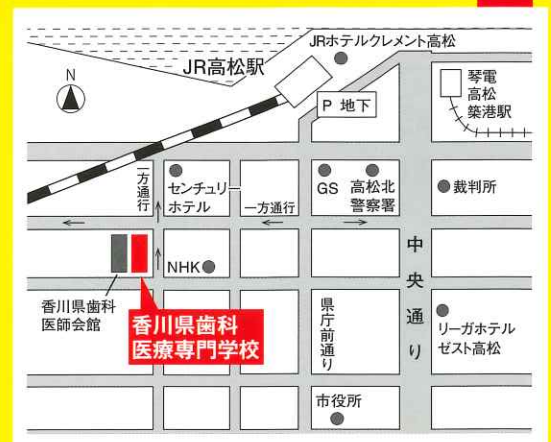 JRホテルクレメント高松
JR高松駅
N
P 地下
琴電
高松
築港駅
一方通行
センチュリー
ホテル
一方通行
GS
高松北
警察署
裁判所
NHK
中央通り
香川県歯科
医師会館
香川県歯科
医療専門学校
県庁前通り
リーガホテル
ゼスト高松
市役所